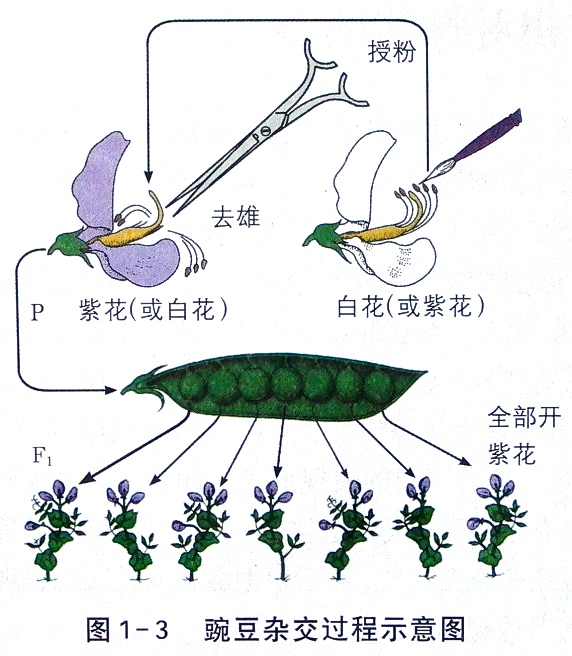 授粉
去雄
P 紫花(或白花)
白花(或紫花)
全部开
紫花
F₁
图1-3 豌豆杂交过程示意图